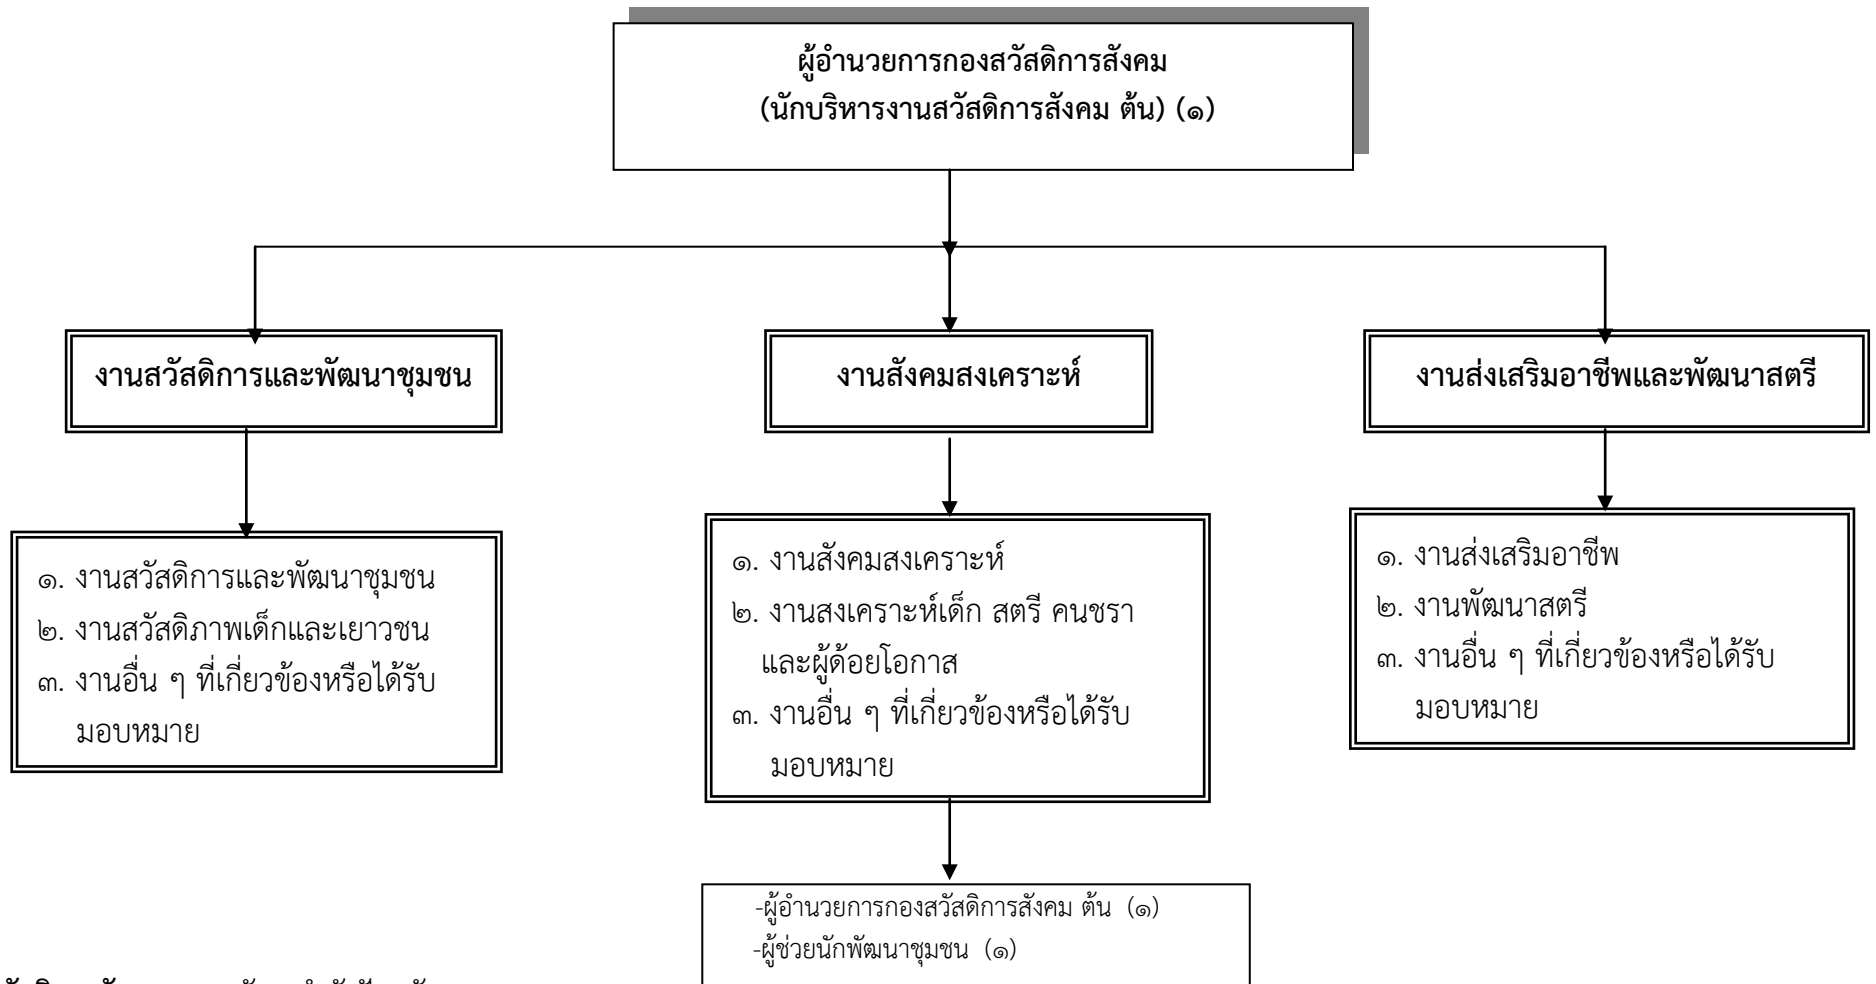 ผู้อำนวยการกองสวัสดิการสังคม
(นักบริหารงานสวัสดิการสังคม ต้น) (๑)
งานสวัสดิการและพัฒนาชุมชน
งานสังคมสงเคราะห์
งานส่งเสริมอาชีพและพัฒนาสตรี
๑. งานสวัสดิการและพัฒนาชุมชน
๒. งานสวัสดิภาพเด็กและเยาวชน
๓. งานอื่น ๆ ที่เกี่ยวข้องหรือได้รับ
มอบหมาย
๑. งานสังคมสงเคราะห์
๒. งานสงเคราะห์เด็ก สตรี คนชรา
และผู้ด้อยโอกาส
๓. งานอื่น ๆ ที่เกี่ยวข้องหรือได้รับ
มอบหมาย
๑. งานส่งเสริมอาชีพ
๒. งานพัฒนาสตรี
๓. งานอื่น ๆ ที่เกี่ยวข้องหรือได้รับ
มอบหมาย
-ผู้อำนวยการกองสวัสดิการสังคม ต้น (๑)
-ผู้ช่วยนักพัฒนาชุมชน (๑)